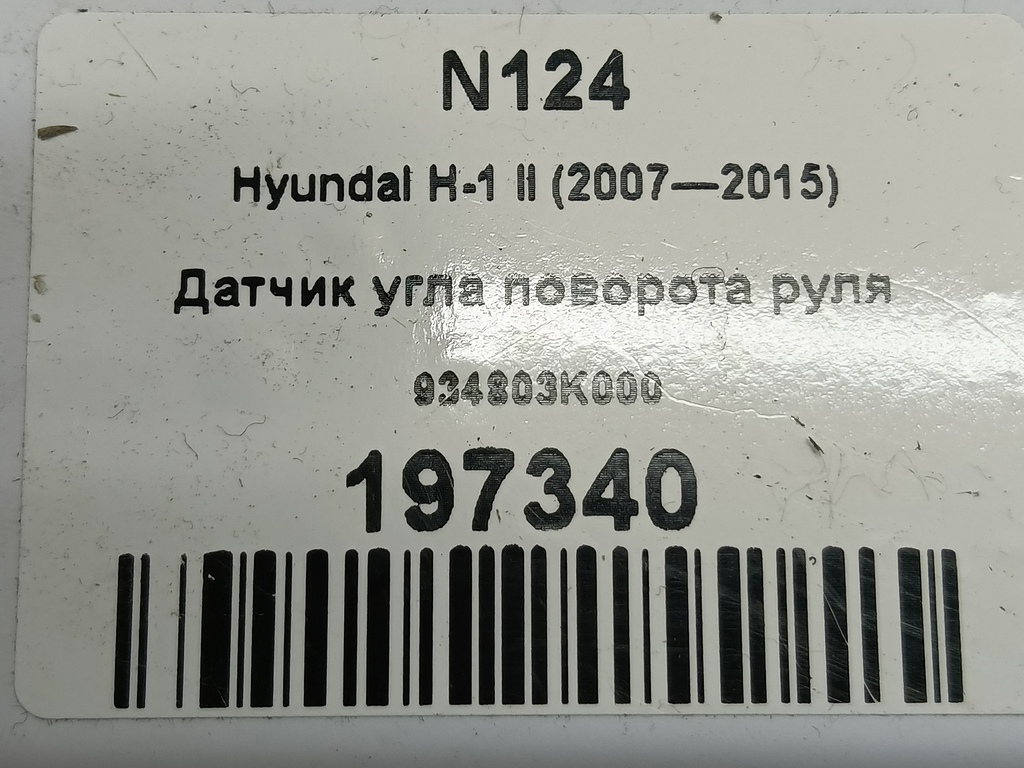 N124
Hyundai H-1 II (2007—2015)
Датчик угла поворота руля
934803K000
197340